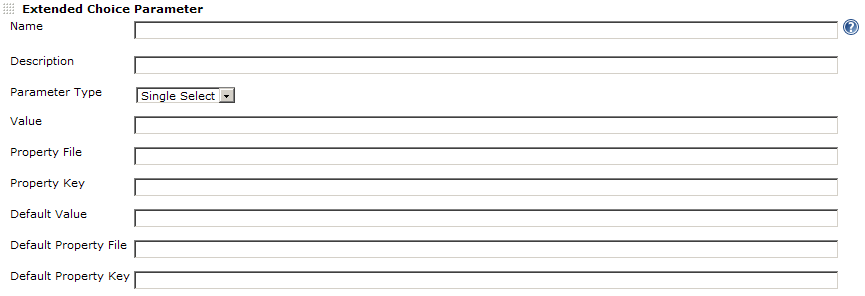 Extended Choice Parameter
Name
?
Description
Parameter Type Single Select
Value
Property File
Property Key
Default Value
Default Property File
Default Property Key